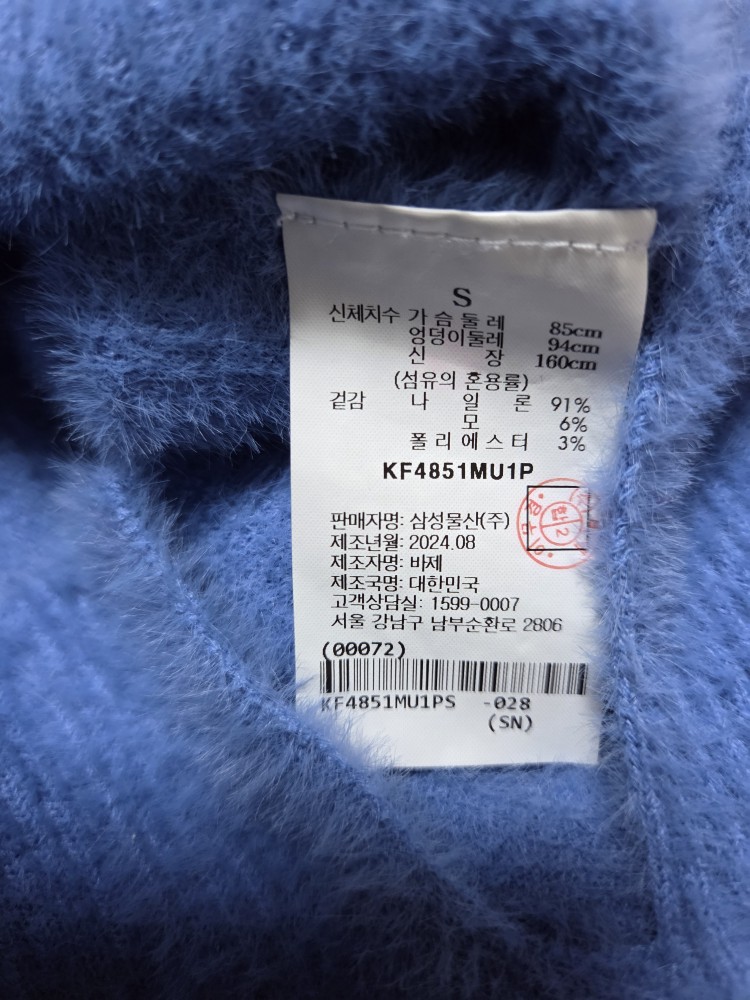 S
신체치수 가 슴 둘 레 85cm
엉덩이둘레 94cm
신 장 160cm
(섬유의 혼용률)
겉감 나 일 론 91%
모 6%
폴 리 에 스 터 3%
KF4851MU1P
판매자명: 삼성물산(주)
제조년월: 2024.08
제조자명: 바제
제조국명: 대한민국
고객상담실: 1599-0007
서울 강남구 남부순환로 2806
(00072)
KF4851MU1PS -028
(SN)